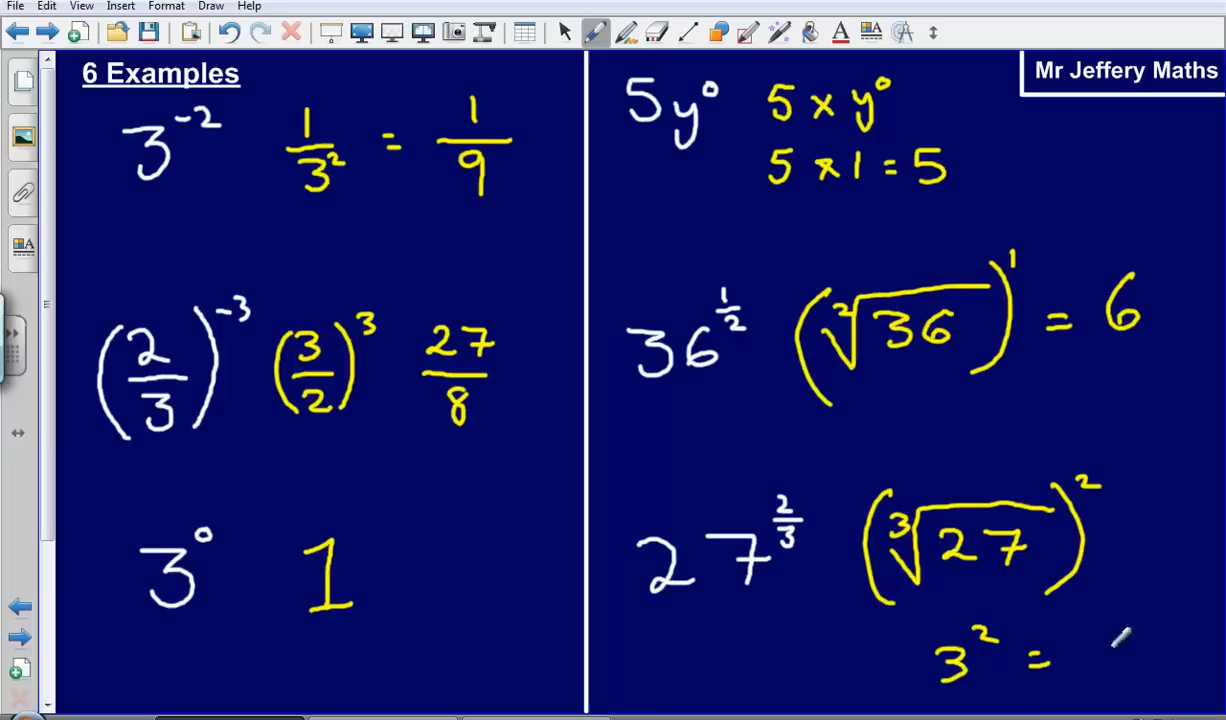 File Edit View Insert Format Draw Help
6 Examples
Mr Jeffery Maths
3⁻² 1/3² = 1/9
(2/3)⁻³ (3/2)³ 27/8
3⁰ 1
5y⁰ 5 × y⁰
5 × 1 = 5
36^(1/2) (²√36)¹ = 6
27^(2/3) (³√27)²
3² =